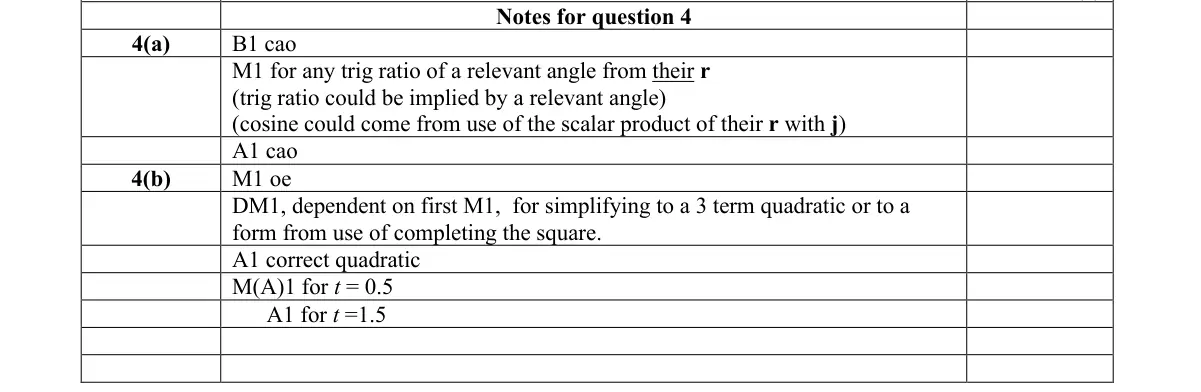 Notes for question 4
4(a) B1 cao
M1 for any trig ratio of a relevant angle from their r
(trig ratio could be implied by a relevant angle)
(cosine could come from use of the scalar product of their r with j)
A1 cao
4(b) M1 oe
DM1, dependent on first M1,  for simplifying to a 3 term quadratic or to a
form from use of completing the square.
A1 correct quadratic
M(A)1 for t = 0.5
A1 for t =1.5